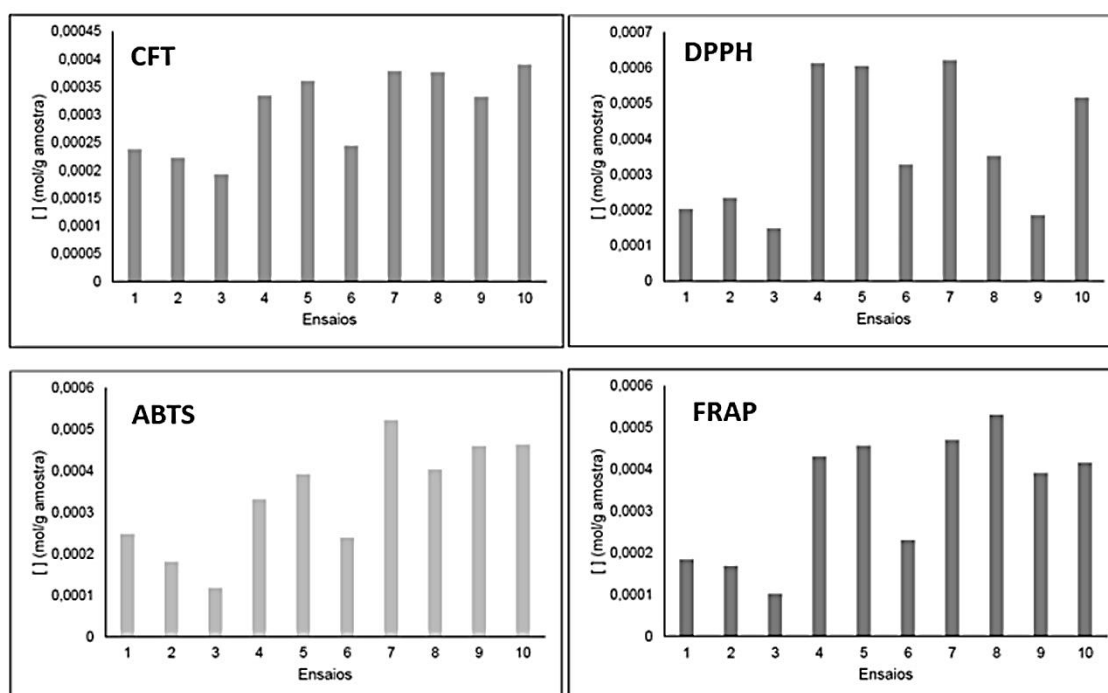 CFT
[ ] (mol/g amostra)
0,00045
0,0004
0,00035
0,0003
0,00025
0,0002
0,00015
0,0001
0,00005
0
1 2 3 4 5 6 7 8 9 10
Ensaios
DPPH
[ ] (mol/g amostra)
0,0007
0,0006
0,0005
0,0004
0,0003
0,0002
0,0001
0
1 2 3 4 5 6 7 8 9 10
Ensaios
ABTS
[ ] (mol/g amostra)
0,0006
0,0005
0,0004
0,0003
0,0002
0,0001
0
1 2 3 4 5 6 7 8 9 10
Ensaios
FRAP
[ ] (mol/g amostra)
0,0006
0,0005
0,0004
0,0003
0,0002
0,0001
0
1 2 3 4 5 6 7 8 9 10
Ensaios